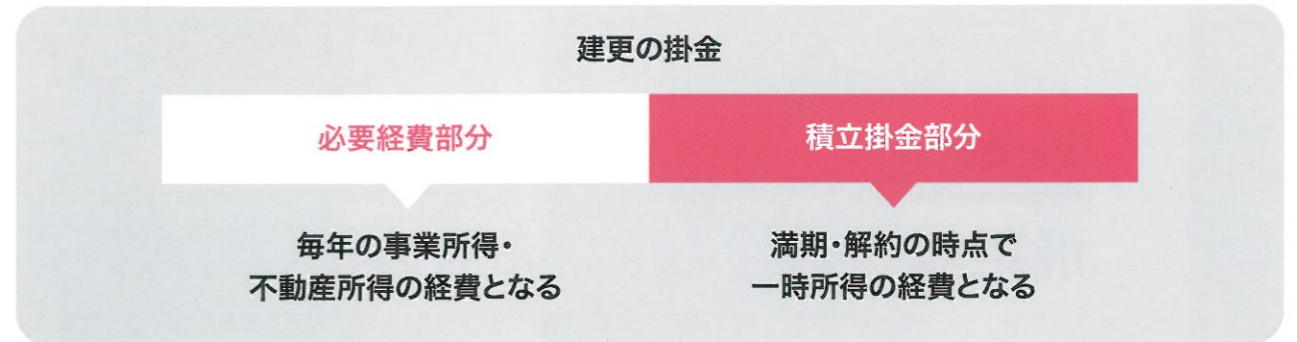 建更の掛金
必要経費部分
積立掛金部分
毎年の事業所得・
不動産所得の経費となる
満期・解約の時点で
一時所得の経費となる